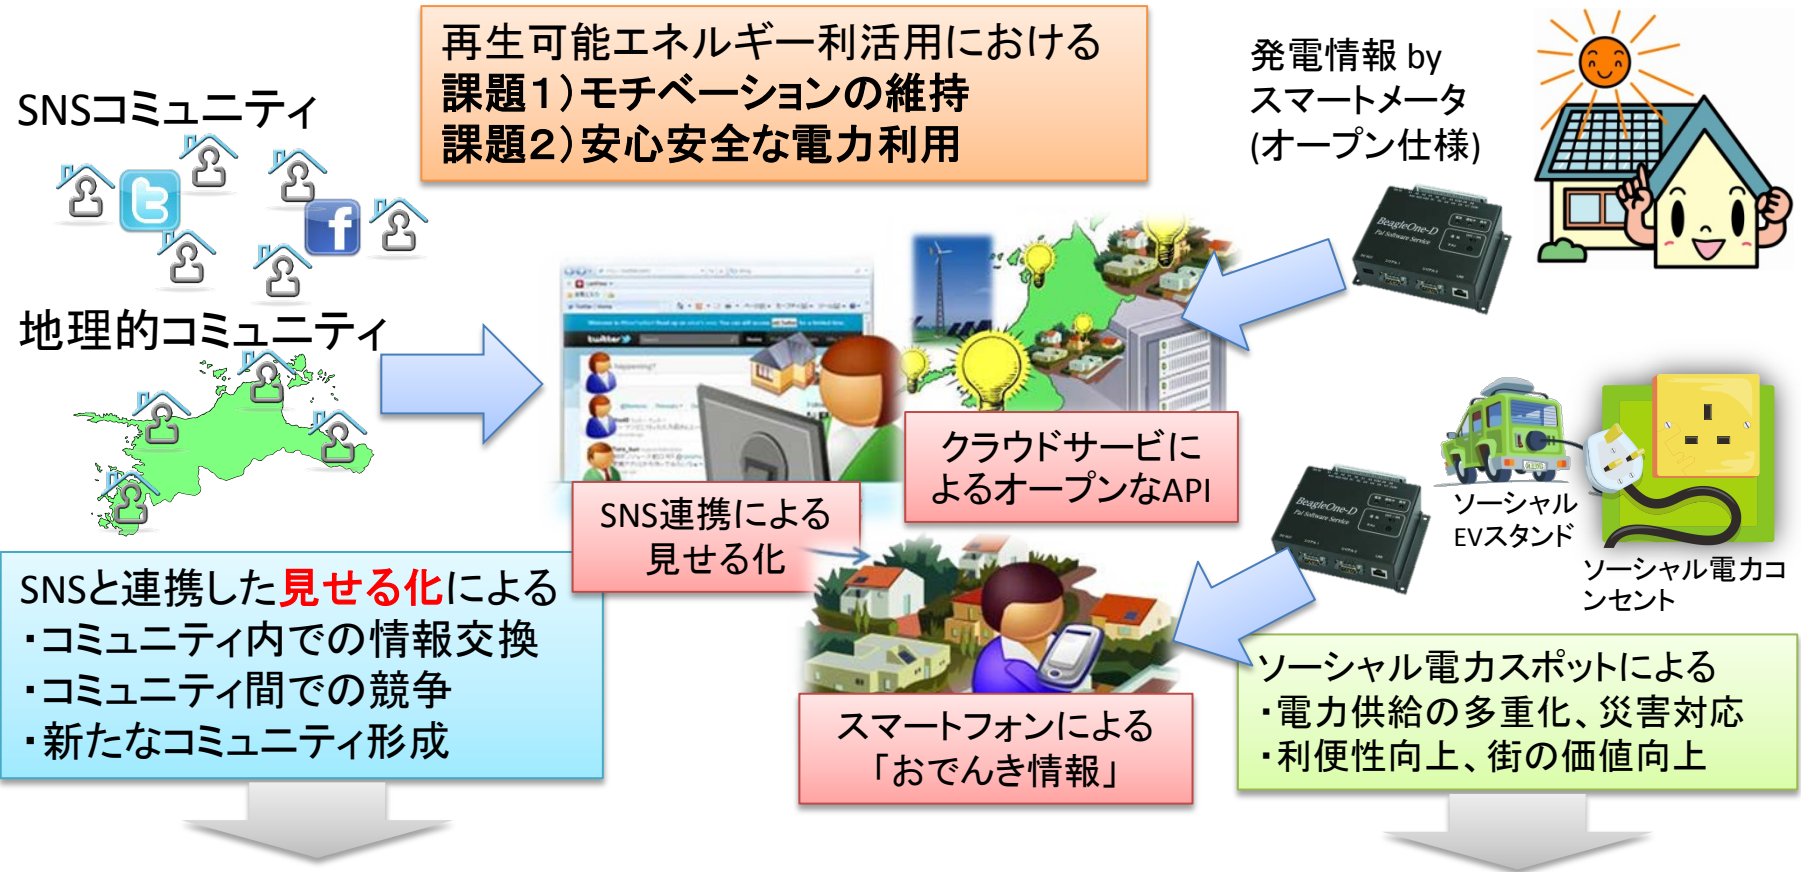 再生可能エネルギー利活用における
課題１）モチベーションの維持
課題２）安心安全な電力利用
SNSコミュニティ
地理的コミュニティ
発電情報 by
スマートメータ
(オープン仕様)
BeagleOne-D
Pal Software Service
twitter
Home
クラウドサービに
よるオープンなAPI
SNS連携による
見せる化
BeagleOne-D
Pal Software Service
ソーシャル
EVスタンド
ソーシャル電力コ
ンセント
SNSと連携した見せる化による
・コミュニティ内での情報交換
・コミュニティ間での競争
・新たなコミュニティ形成
スマートフォンによる
「おでんき情報」
ソーシャル電力スポットによる
・電力供給の多重化、災害対応
・利便性向上、街の価値向上